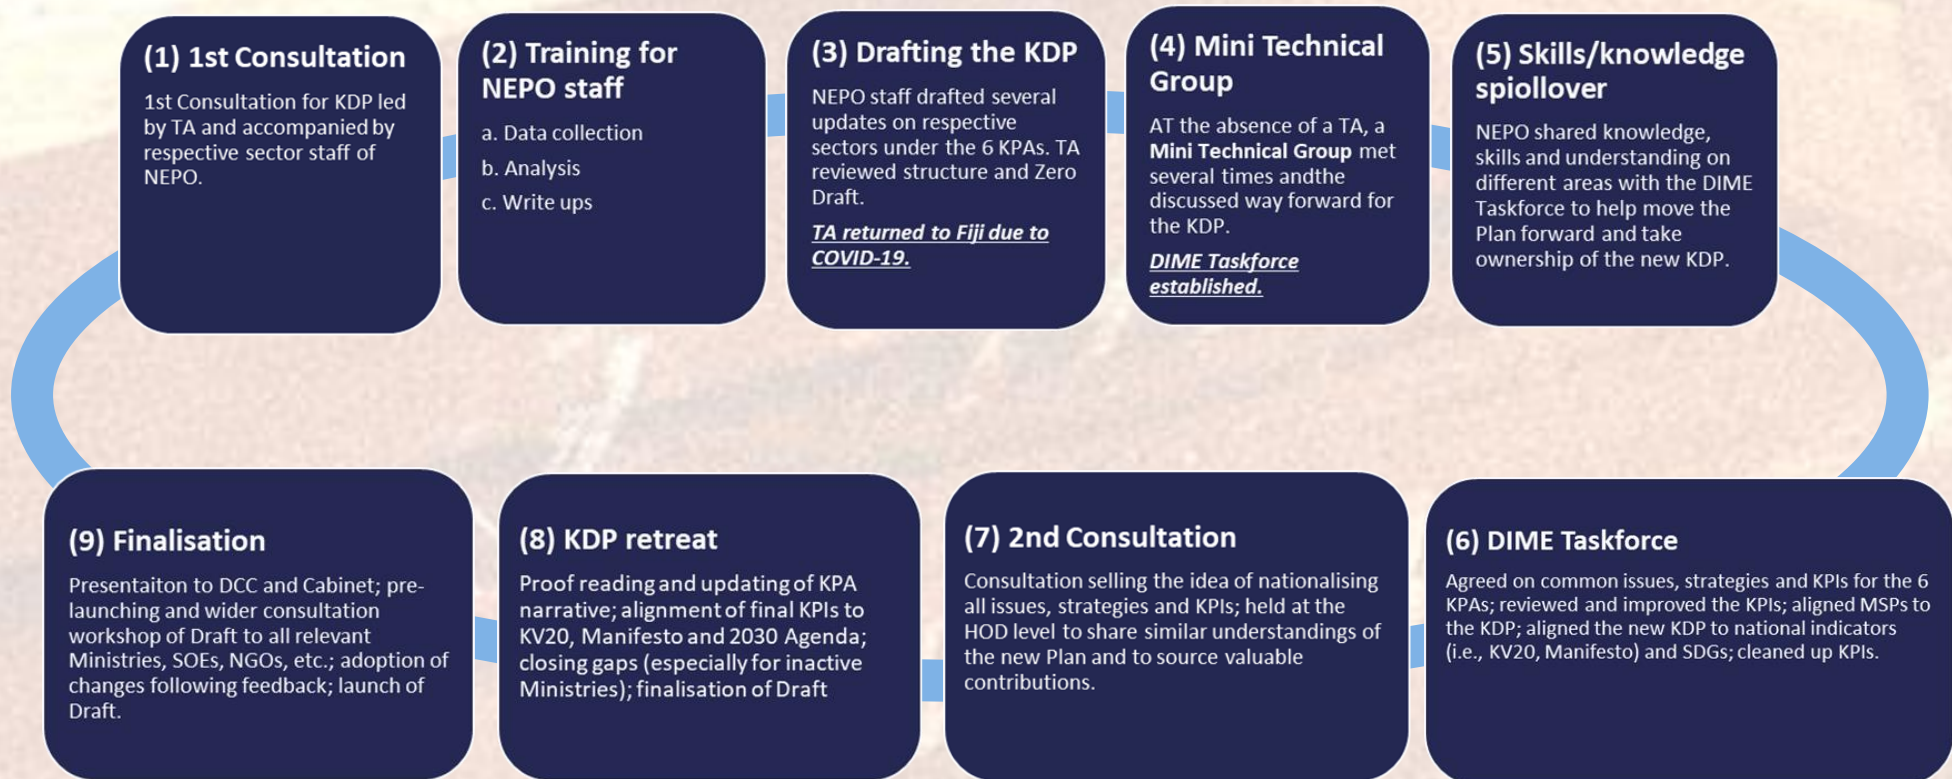 (1) 1st Consultation
1st Consultation for KDP led
by TA and accompanied by
respective sector staff of
NEPO.
(2) Training for
NEPO staff
a. Data collection
b. Analysis
c. Write ups
(3) Drafting the KDP
NEPO staff drafted several
updates on respective
sectors under the 6 KPAs. TA
reviewed structure and Zero
Draft.
TA returned to Fiji due to
COVID-19.
(4) Mini Technical
Group
AT the absence of a TA, a
Mini Technical Group met
several times andthe
discussed way forward for
the KDP.
DIME Taskforce
established.
(5) Skills/knowledge
spiollover
NEPO shared knowledge,
skills and understanding on
different areas with the DIME
Taskforce to help move the
Plan forward and take
ownership of the new KDP.
(6) DIME Taskforce
Agreed on common issues, strategies and KPIs for the 6
KPAs; reviewed and improved the KPIs; aligned MSPs to
the KDP; aligned the new KDP to national indicators
(i.e., KV20, Manifesto) and SDGs; cleaned up KPIs.
(7) 2nd Consultation
Consultation selling the idea of nationalising
all issues, strategies and KPIs; held at the
HOD level to share similar understandings of
the new Plan and to source valuable
contributions.
(8) KDP retreat
Proof reading and updating of KPA
narrative; alignment of final KPIs to
KV20, Manifesto and 2030 Agenda;
closing gaps (especially for inactive
Ministries); finalisation of Draft
(9) Finalisation
Presentaiton to DCC and Cabinet; pre-
launching and wider consultation
workshop of Draft to all relevant
Ministries, SOEs, NGOs, etc.; adoption of
changes following feedback; launch of
Draft.